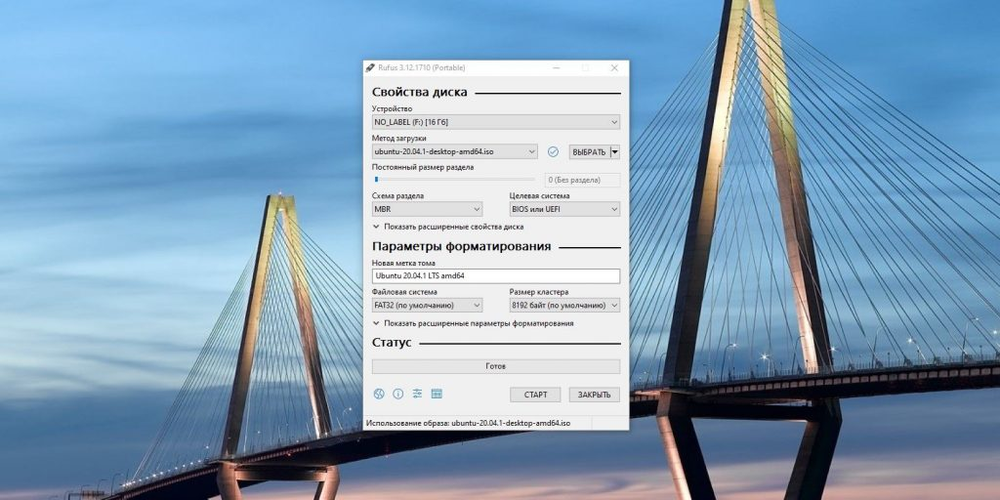 Rufus 3.12.1710 (Portable)
Свойства диска
Устройство
NO_LABEL (F:) [16 Гб]
Метод загрузки
ubuntu-20.04.1-desktop-amd64.iso ВЫБРАТЬ
Постоянный размер раздела
0 (Без раздела)
Схема раздела Целевая система
MBR BIOS или UEFI
Показать расширенные свойства диска
Параметры форматирования
Новая метка тома
Ubuntu 20.04.1 LTS amd64
Файловая система Размер кластера
FAT32 (по умолчанию) 8192 байт (по умолчанию)
Показать расширенные параметры форматирования
Статус
Готов
СТАРТ ЗАКРЫТЬ
Использование образа: ubuntu-20.04.1-desktop-amd64.iso